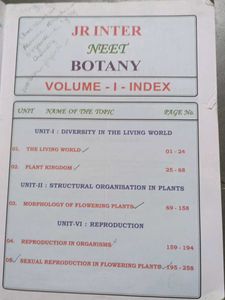 JR INTER
NEET
BOTANY
VOLUME - I - INDEX
UNIT NAME OF THE TOPIC PAGE No.
UNIT-I : DIVERSITY IN THE LIVING WORLD
01. THE LIVING WORLD 01 - 24
02. PLANT KINGDOM 25 - 68
UNIT-II : STRUCTURAL ORGANISATION IN PLANTS
03. MORPHOLOGY OF FLOWERING PLANTS 69 - 158
UNIT-VI : REPRODUCTION
04. REPRODUCTION IN ORGANISMS 159 - 194
05. SEXUAL REPRODUCTION IN FLOWERING PLANTS 195 - 258